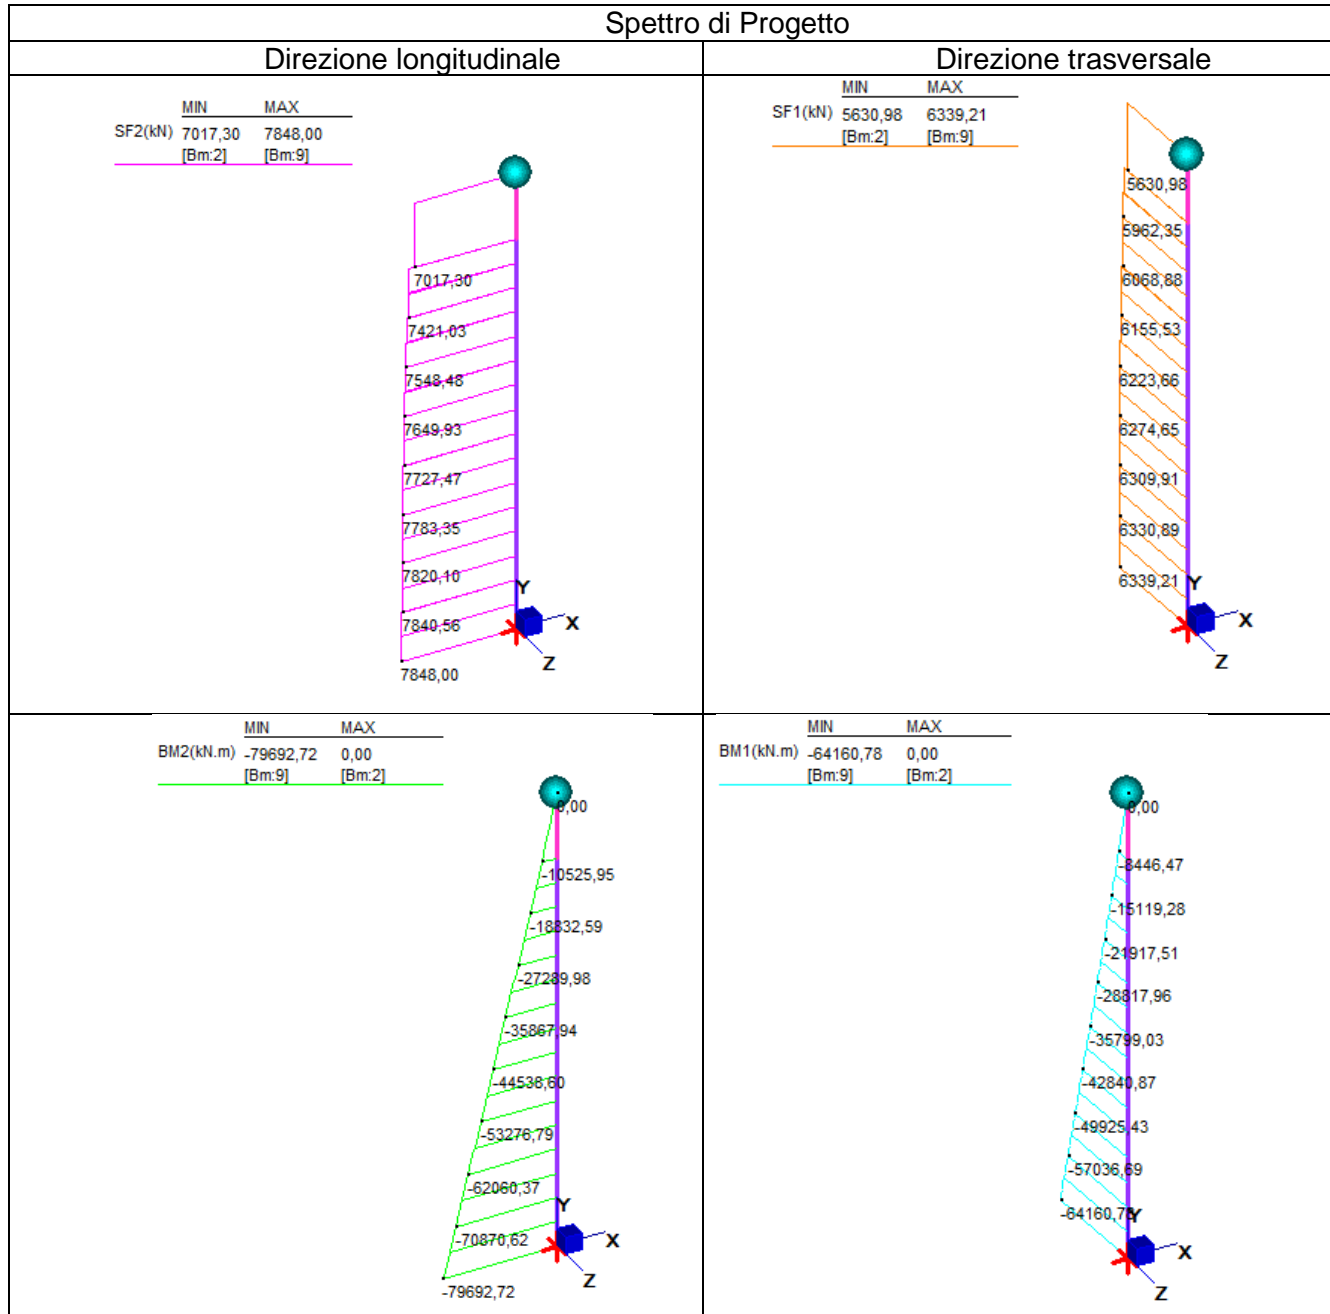 Spettro di Progetto
Direzione longitudinale
Direzione trasversale
MIN MAX
SF2(kN) 7017,30 7848,00
[Bm:2] [Bm:9]
7017,30
7421,03
7548,48
7649,93
7727,47
7783,35
7820,10
7840,56
7848,00
Y
X
Z
MIN MAX
SF1(kN) 5630,98 6339,21
[Bm:2] [Bm:9]
5630,98
5962,35
6068,88
6155,53
6223,66
6274,65
6309,91
6330,89
6339,21
Y
X
Z
MIN MAX
BM2(kN.m) -79692,72 0,00
[Bm:9] [Bm:2]
0,00
-10525,95
-18832,59
-27289,98
-35867,94
-44538,60
-53276,79
-62060,37
-70870,62
-79692,72
Y
X
Z
MIN MAX
BM1(kN.m) -64160,78 0,00
[Bm:9] [Bm:2]
0,00
-8446,47
-15119,28
-21917,51
-28817,96
-35799,03
-42840,87
-49925,43
-57036,69
-64160,78
Y
X
Z